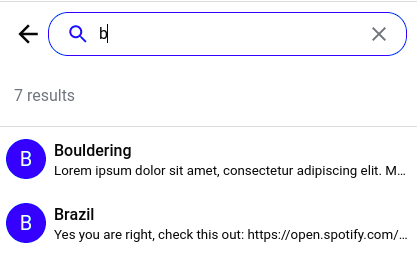 b
7 results
B
Bouldering
Lorem ipsum dolor sit amet, consectetur adipiscing elit. M...
B
Brazil
Yes you are right, check this out: https://open.spotify.com/...